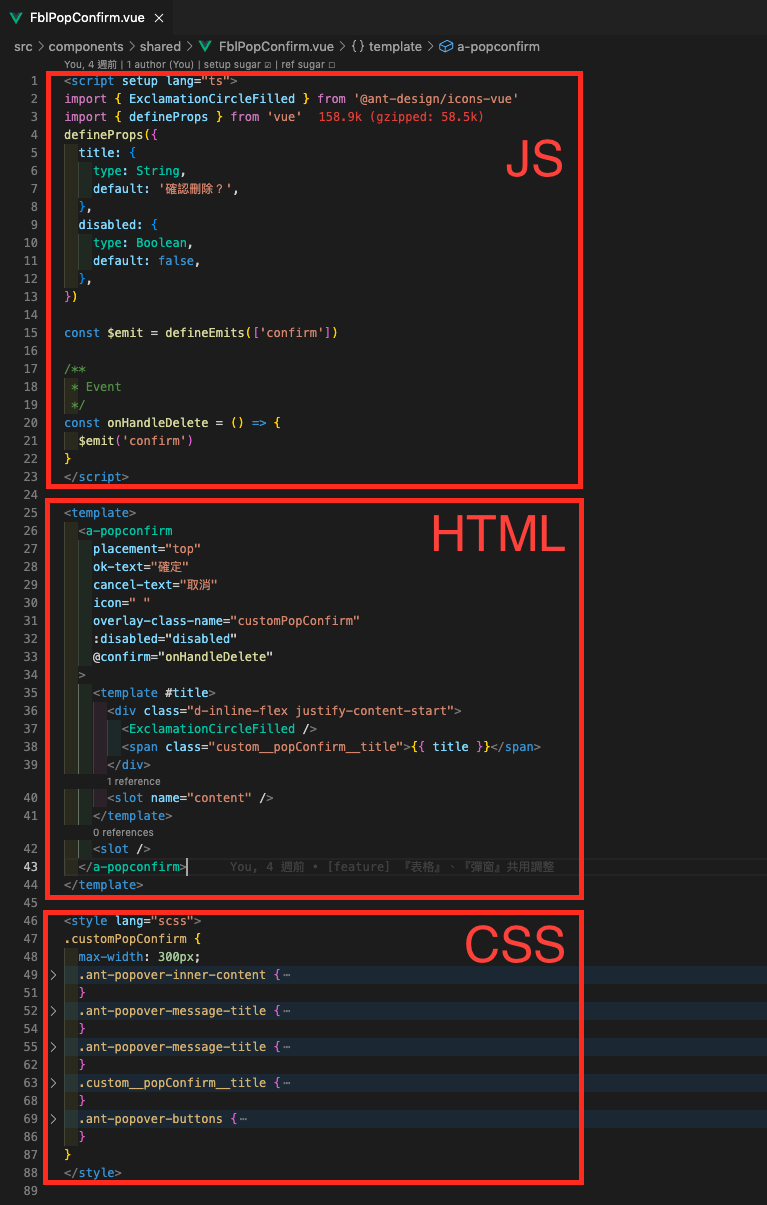 FblPopConfirm.vue
src > components > shared > FblPopConfirm.vue > {} template > a-popconfirm
You, 4 週前 | 1 author (You) | setup sugar ☑ | ref sugar ☐
1 <script setup lang="ts">
2 import { ExclamationCircleFilled } from '@ant-design/icons-vue'
3 import { defineProps } from 'vue' 158.9k (gzipped: 58.5k)
4 defineProps({
5 title: {
6 type: String,
7 default: '確認刪除？',
8 },
9 disabled: {
10 type: Boolean,
11 default: false,
12 },
13 })
14
15 const $emit = defineEmits(['confirm'])
16
17 /**
18 * Event
19 */
20 const onHandleDelete = () => {
21 $emit('confirm')
22 }
23 </script>
JS
24
25 <template>
26 <a-popconfirm
27 placement="top"
28 ok-text="確定"
29 cancel-text="取消"
30 icon=" "
31 overlay-class-name="customPopConfirm"
32 :disabled="disabled"
33 @confirm="onHandleDelete"
34 >
35 <template #title>
36 <div class="d-inline-flex justify-content-start">
37 <ExclamationCircleFilled />
38 <span class="custom__popConfirm__title">{{ title }}</span>
39 </div>
1 reference
40 <slot name="content" />
41 </template>
0 references
42 <slot />
43 </a-popconfirm> You, 4 週前 • [feature] 『表格』、『彈窗』共用調整
44 </template>
HTML
45
46 <style lang="scss">
47 .customPopConfirm {
48 max-width: 300px;
49 .ant-popover-inner-content {⋯
51 }
52 .ant-popover-message-title {⋯
54 }
55 .ant-popover-message-title {⋯
62 }
63 .custom__popConfirm__title {⋯
68 }
69 .ant-popover-buttons {⋯
86 }
87 }
88 </style>
CSS
89